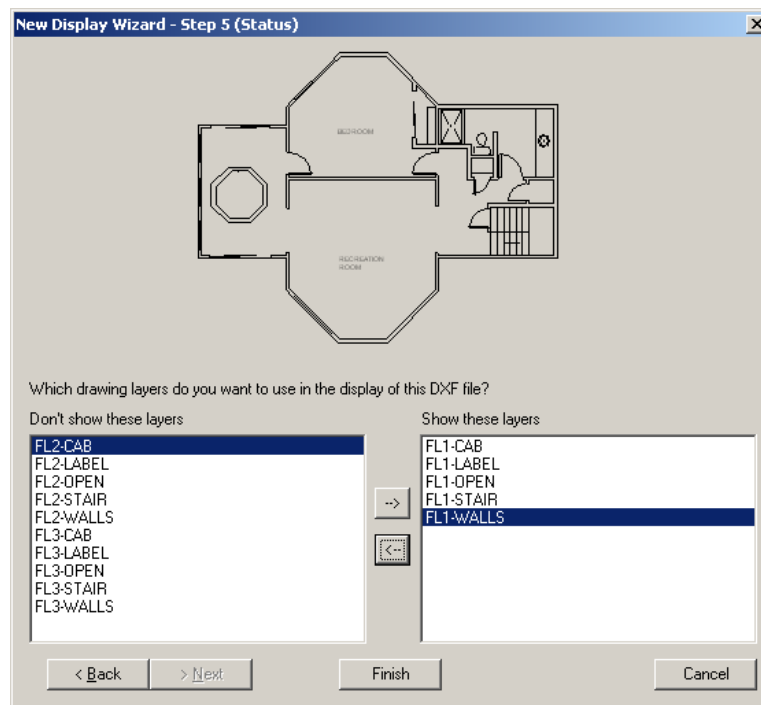 New Display Wizard - Step 5 (Status)
BEDROOM
RECREATION
ROOM
Which drawing layers do you want to use in the display of this DXF file?
Don't show these layers
Show these layers
FL2-CAB
FL2-LABEL
FL2-OPEN
FL2-STAIR
FL2-WALLS
FL3-CAB
FL3-LABEL
FL3-OPEN
FL3-STAIR
FL3-WALLS
-->
<--
FL1-CAB
FL1-LABEL
FL1-OPEN
FL1-STAIR
FL1-WALLS
< Back
> Next
Finish
Cancel